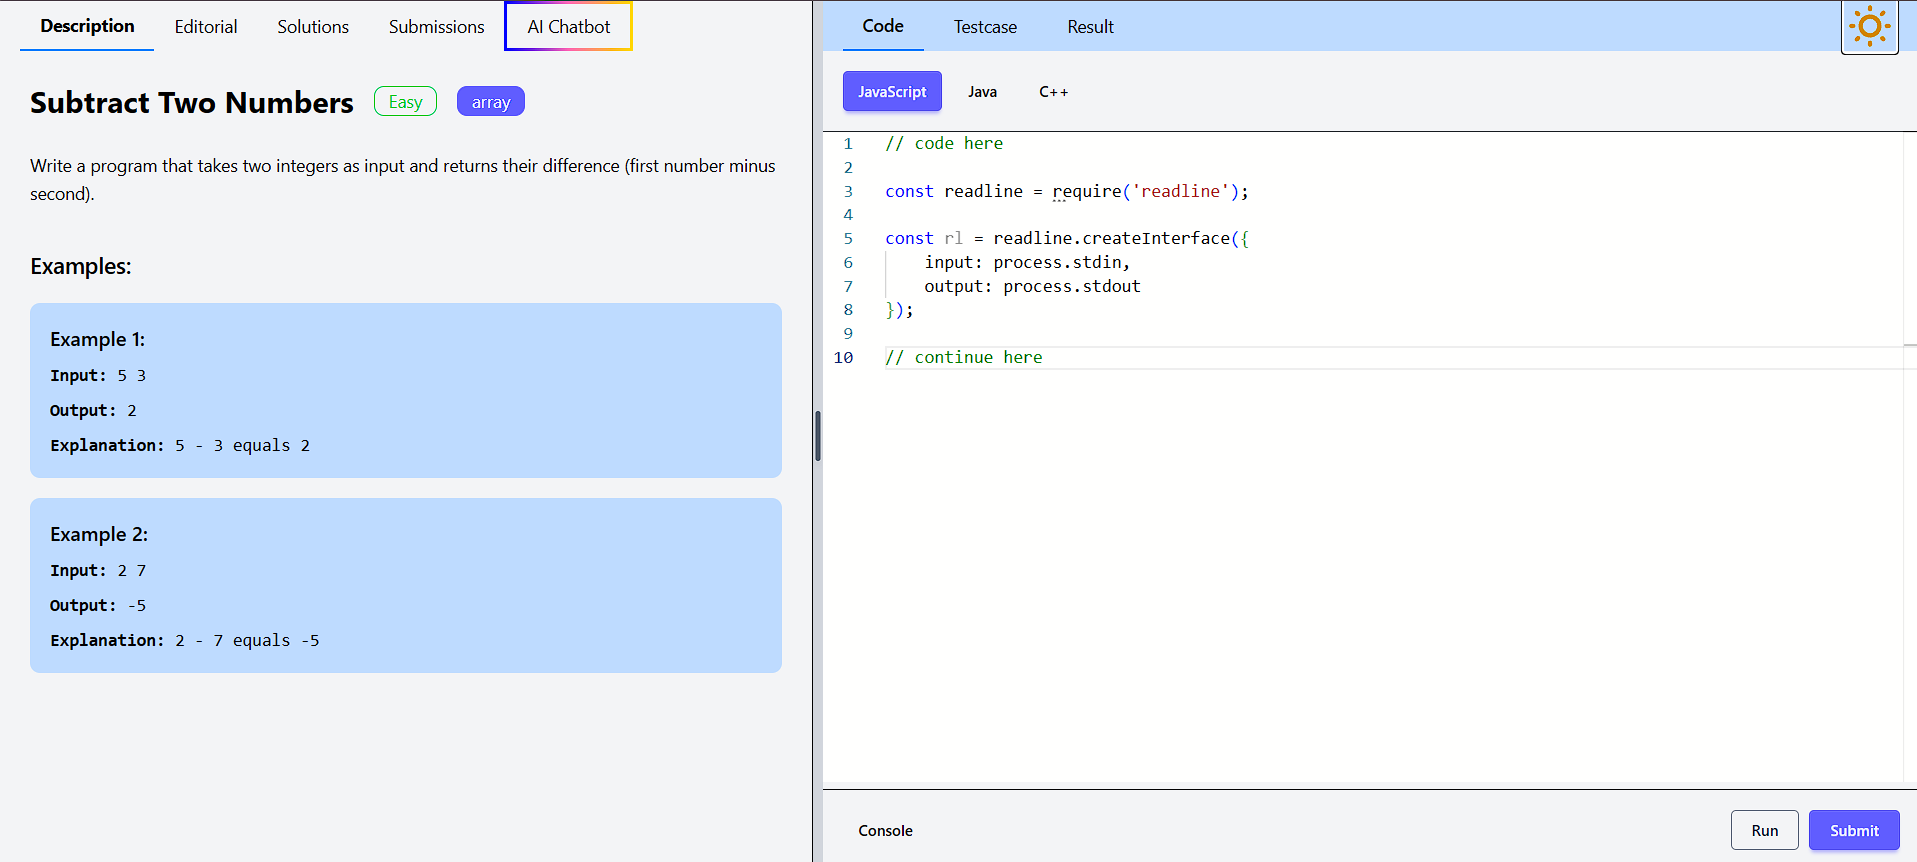 Description Editorial Solutions Submissions AI Chatbot
Subtract Two Numbers Easy array
Write a program that takes two integers as input and returns their difference (first number minus
second).
Examples:
Example 1:
Input: 5 3
Output: 2
Explanation: 5 - 3 equals 2
Example 2:
Input: 2 7
Output: -5
Explanation: 2 - 7 equals -5
Code Testcase Result
JavaScript Java C++
1 // code here
2
3 const readline = require('readline');
4
5 const rl = readline.createInterface({
6     input: process.stdin,
7     output: process.stdout
8 });
9
10 // continue here
Console Run Submit